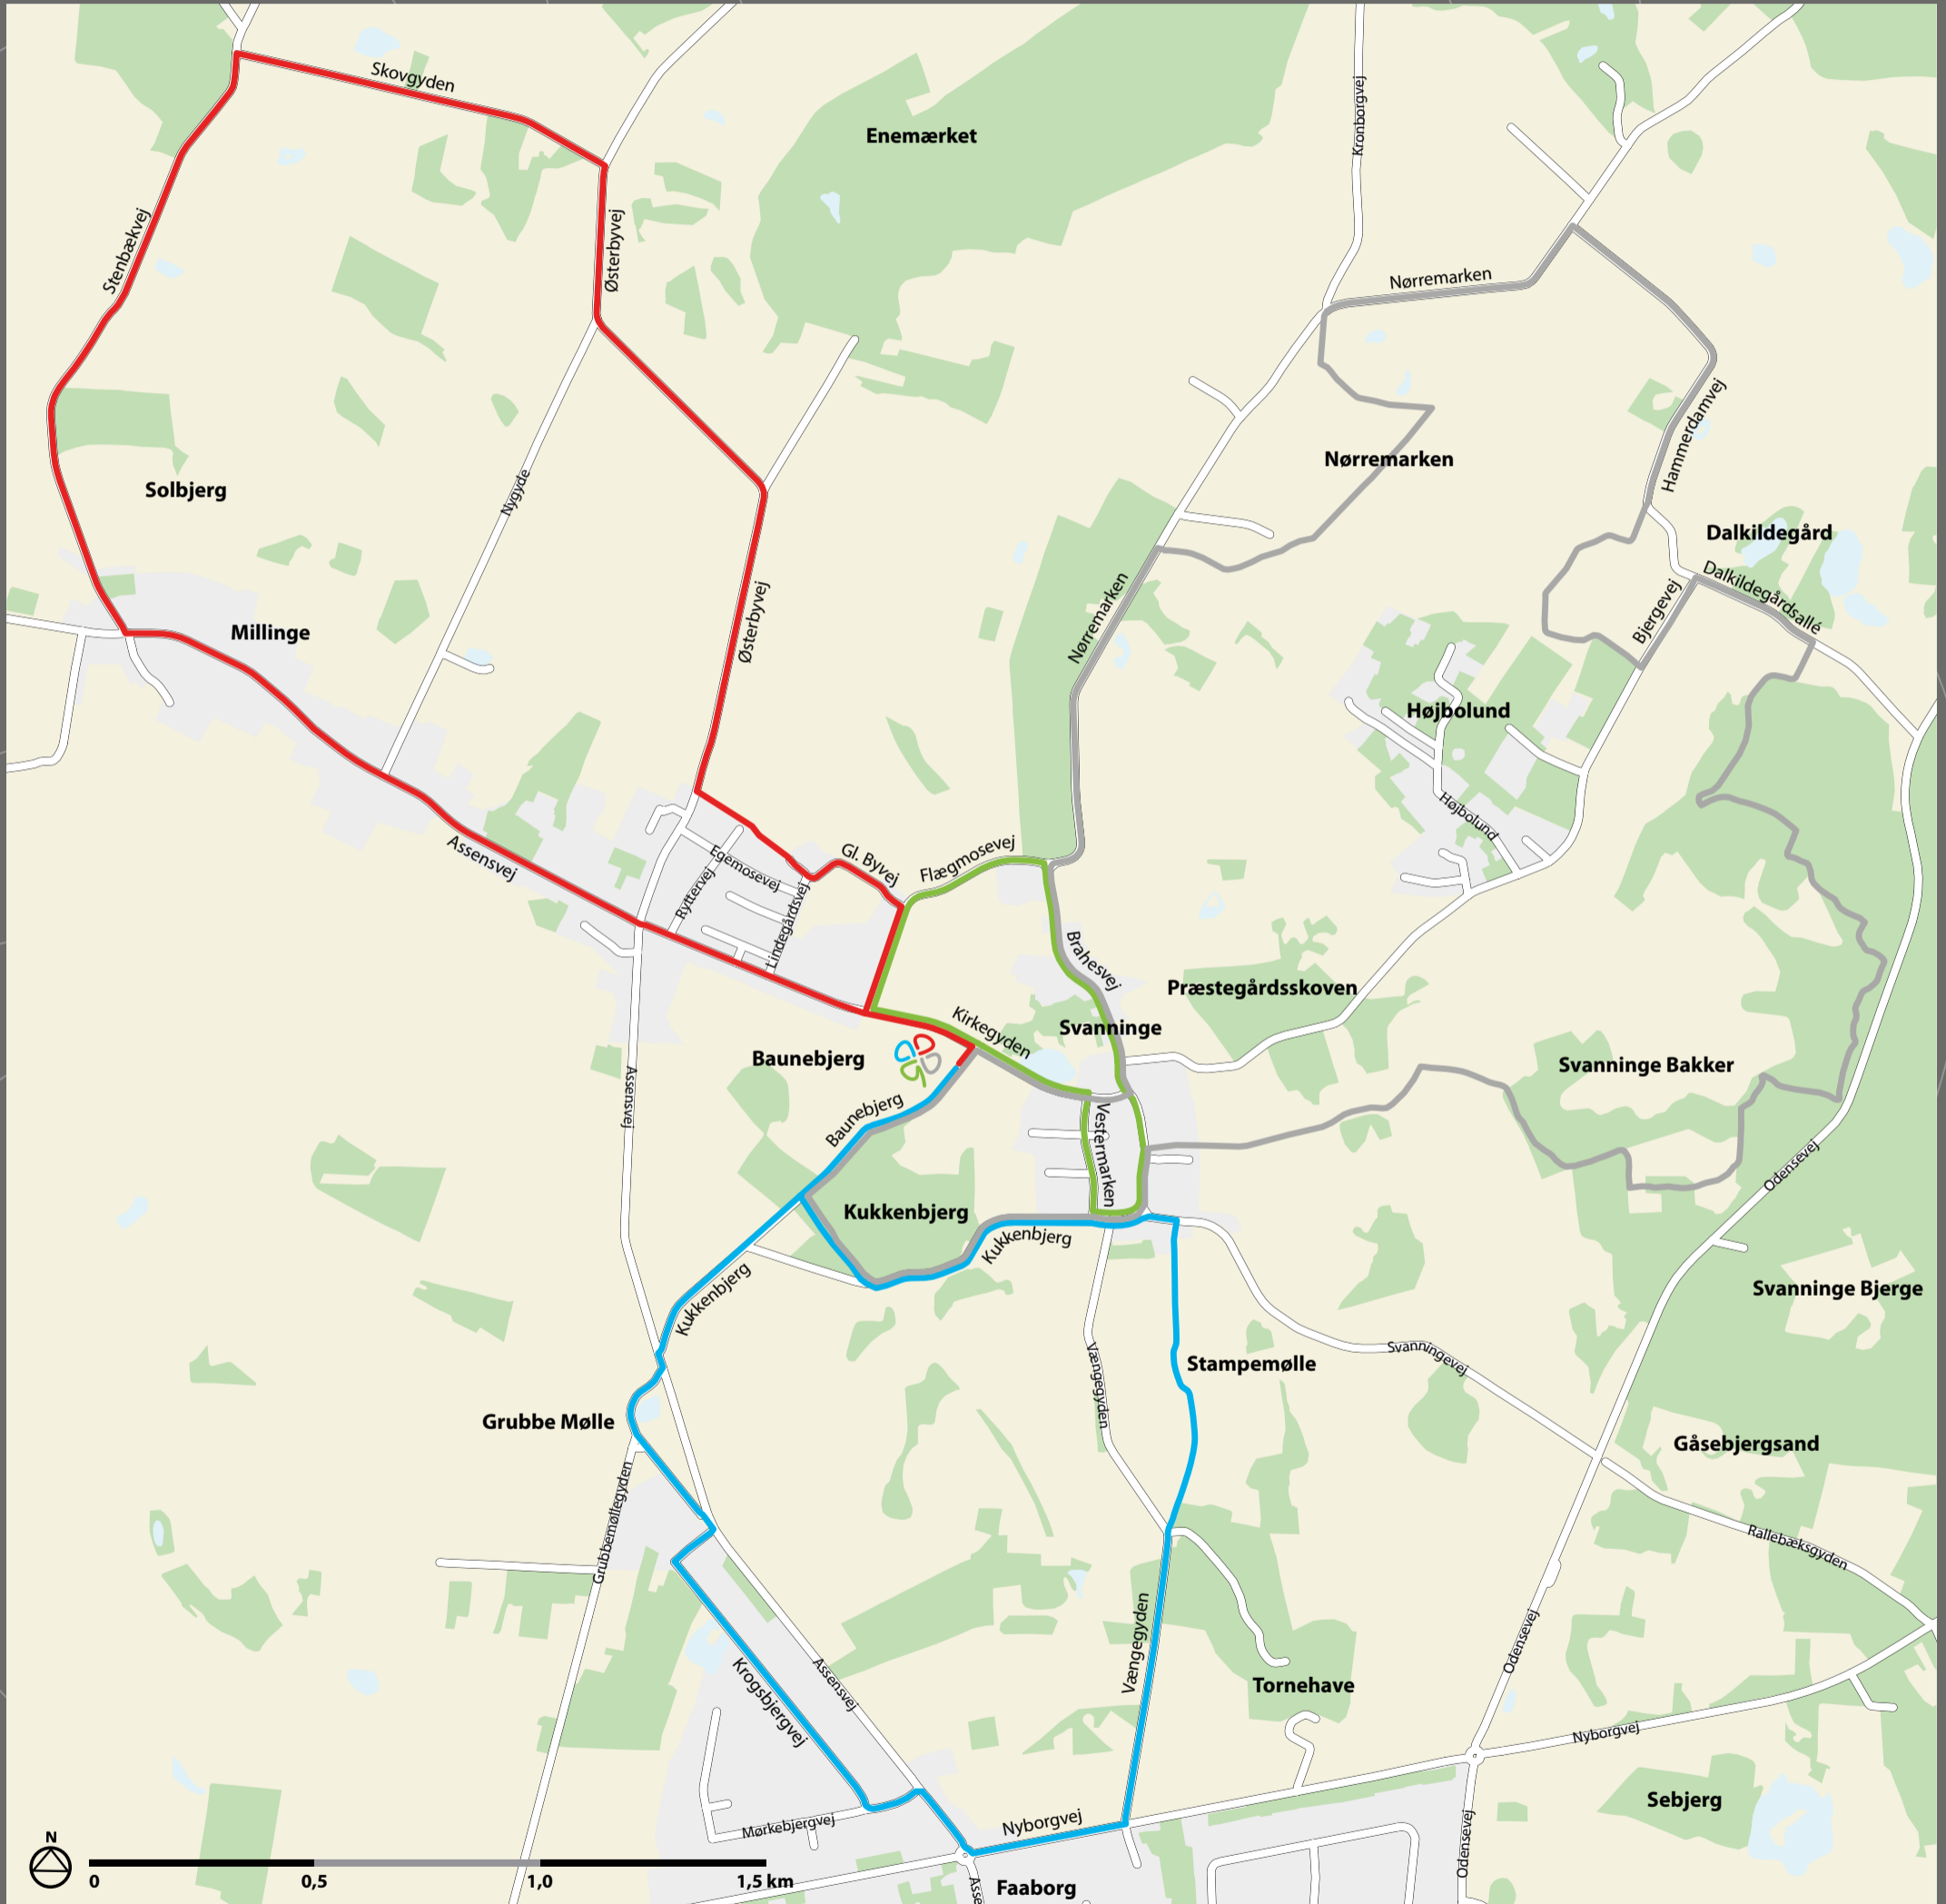 Skovgyden
Enemærket
Kronborgvej
Stenbækvej
Østerbyvej
Nørremarken
Nørremarken
Hammerdamvej
Solbjerg
Nygyde
Dalkildegård
Dalkildegårdsallé
Østerbyvej
Nørremarken
Bjergevej
Millinge
Højbolund
Højbolund
Assensvej
Egemosevej
Gl. Byvej
Flægmosevej
Ryttervej
Lindegårdsvej
Brahesvej
Præstegårdsskoven
Kirkegyden
Svanninge
Baunebjerg
Svanninge Bakker
Assensvej
Baunebjerg
Vestermarken
Odensevej
Kukkenbjerg
Kukkenbjerg
Kukkenbjerg
Svanninge Bjerge
Vængegyden
Svanningevej
Stampemølle
Grubbe Mølle
Gåsebjergsand
Grubbemøllegyden
Rallebæksgyden
Vængegyden
Odensevej
Krogsbjergvej
Assensvej
Tornehave
Nyborgvej
Sebjerg
Mørkebjergvej
Nyborgvej
Odensevej
N
0
0,5
1,0
1,5 km
Faaborg
Asse